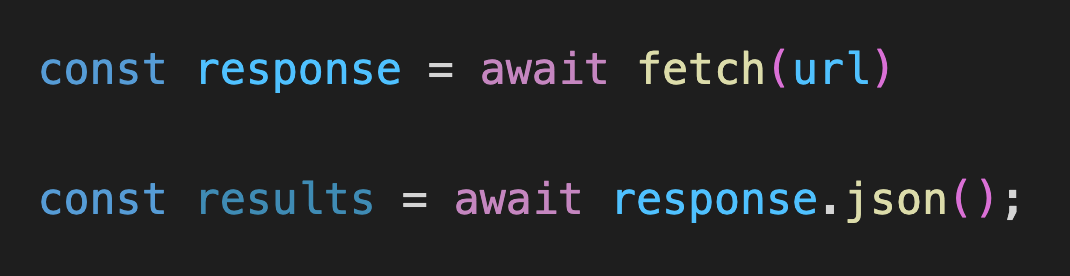 const response = await fetch(url)
const results = await response.json();